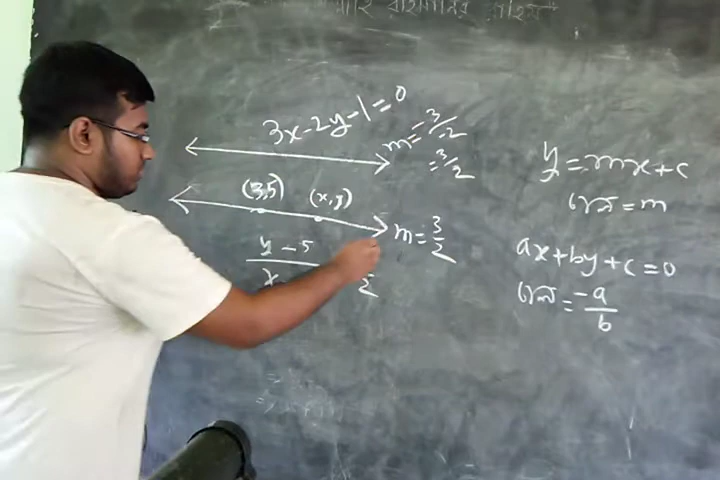 3x-2y-1=0
m=-3/-2
=3/2
(3,5) (x,y)
m=3/2
y-5
x
2
y=mx+c
ঢাল=m
ax+by+c=0
ঢাল=-a/b